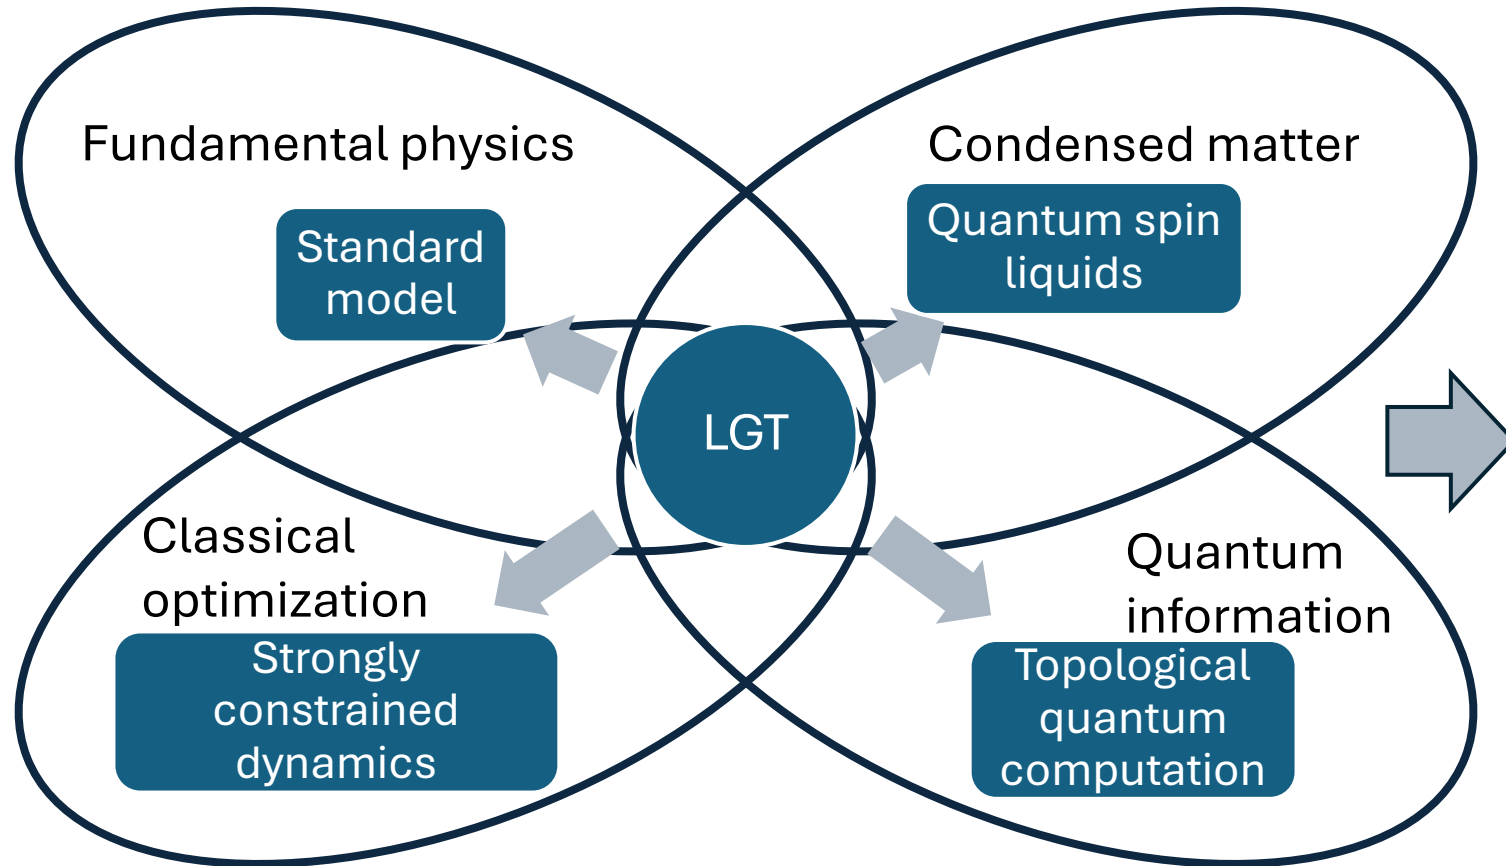 Fundamental physics
Condensed matter
Standard
model
Quantum spin
liquids
LGT
Classical
optimization
Strongly
constrained
dynamics
Quantum
information
Topological
quantum
computation